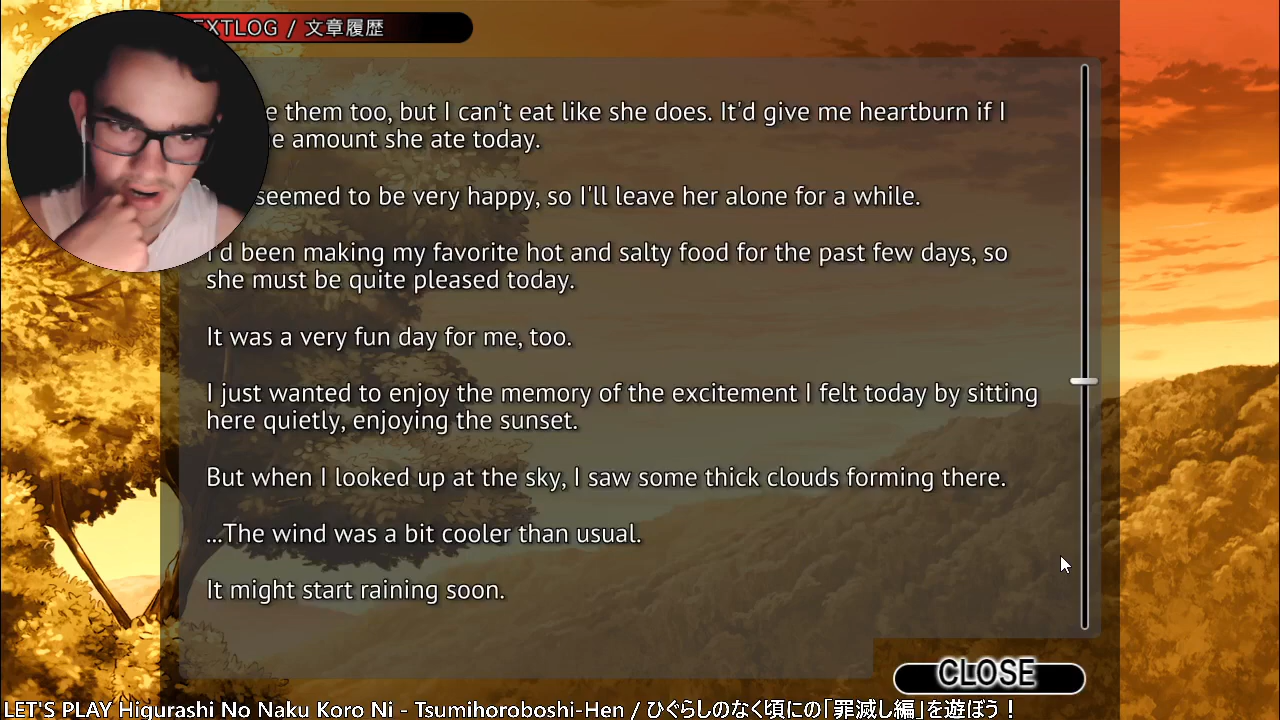 EXTLOG / 文章履歴
e them too, but I can't eat like she does. It'd give me heartburn if I
e amount she ate today.
seemed to be very happy, so I'll leave her alone for a while.
I'd been making my favorite hot and salty food for the past few days, so
she must be quite pleased today.
It was a very fun day for me, too.
I just wanted to enjoy the memory of the excitement I felt today by sitting
here quietly, enjoying the sunset.
But when I looked up at the sky, I saw some thick clouds forming there.
...The wind was a bit cooler than usual.
It might start raining soon.
CLOSE
LET'S PLAY Higurashi No Naku Koro Ni - Tsumihoroboshi-Hen / ひぐらしのなく頃にの「罪滅し編」を遊ぼう！